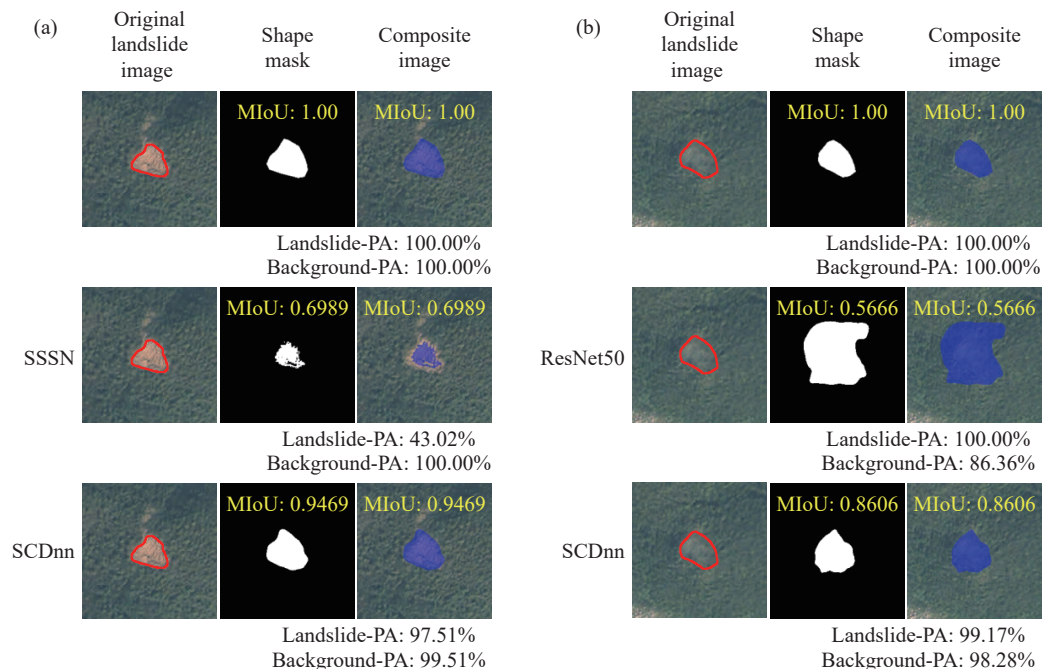 (a)
Original
landslide
image
Shape
mask
Composite
image
MIoU: 1.00
MIoU: 1.00
Landslide-PA: 100.00%
Background-PA: 100.00%
SSSN
MIoU: 0.6989
MIoU: 0.6989
Landslide-PA: 43.02%
Background-PA: 100.00%
SCDnn
MIoU: 0.9469
MIoU: 0.9469
Landslide-PA: 97.51%
Background-PA: 99.51%
(b)
Original
landslide
image
Shape
mask
Composite
image
MIoU: 1.00
MIoU: 1.00
Landslide-PA: 100.00%
Background-PA: 100.00%
ResNet50
MIoU: 0.5666
MIoU: 0.5666
Landslide-PA: 100.00%
Background-PA: 86.36%
SCDnn
MIoU: 0.8606
MIoU: 0.8606
Landslide-PA: 99.17%
Background-PA: 98.28%